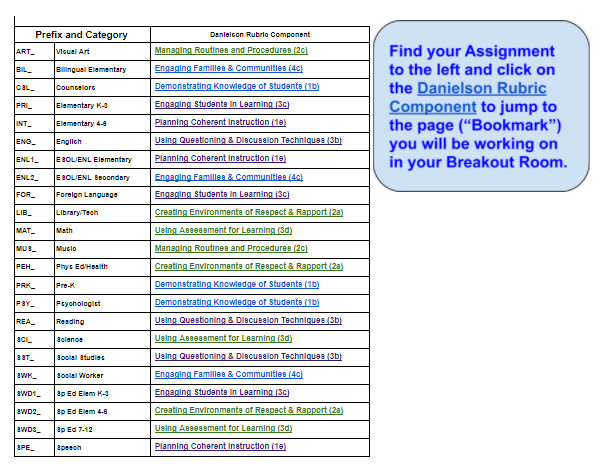 Prefix and Category Danielson Rubric Component
ART_ Visual Art Managing Routines and Procedures (2c)
BIL_ Bilingual Elementary Engaging Families & Communities (4c)
CSL_ Counselors Demonstrating Knowledge of Students (1b)
PRI_ Elementary K-3 Engaging Students in Learning (3c)
INT_ Elementary 4-6 Planning Coherent Instruction (1e)
ENG_ English Using Questioning & Discussion Techniques (3b)
ENL1_ ESOL/ENL Elementary Planning Coherent Instruction (1e)
ENL2_ ESOL/ENL Secondary Engaging Families & Communities (4c)
FOR_ Foreign Language Engaging Students in Learning (3c)
LIB_ Library/Tech Creating Environments of Respect & Rapport (2a)
MAT_ Math Using Assessment for Learning (3d)
MUS_ Music Managing Routines and Procedures (2c)
PEH_ Phys Ed/Health Creating Environments of Respect & Rapport (2a)
PRK_ Pre-K Demonstrating Knowledge of Students (1b)
PSY_ Psychologist Demonstrating Knowledge of Students (1b)
REA_ Reading Using Questioning & Discussion Techniques (3b)
SCI_ Science Using Assessment for Learning (3d)
SST_ Social Studies Using Questioning & Discussion Techniques (3b)
SWK_ Social Worker Engaging Families & Communities (4c)
SWD1_ Sp Ed Elem K-3 Engaging Students in Learning (3c)
SWD2_ Sp Ed Elem 4-6 Creating Environments of Respect & Rapport (2a)
SWD3_ Sp Ed 7-12 Using Assessment for Learning (3d)
SPE_ Speech Planning Coherent Instruction (1e)
Find your Assignment
to the left and click on
the Danielson Rubric
Component to jump to
the page (“Bookmark”)
you will be working on
in your Breakout Room.